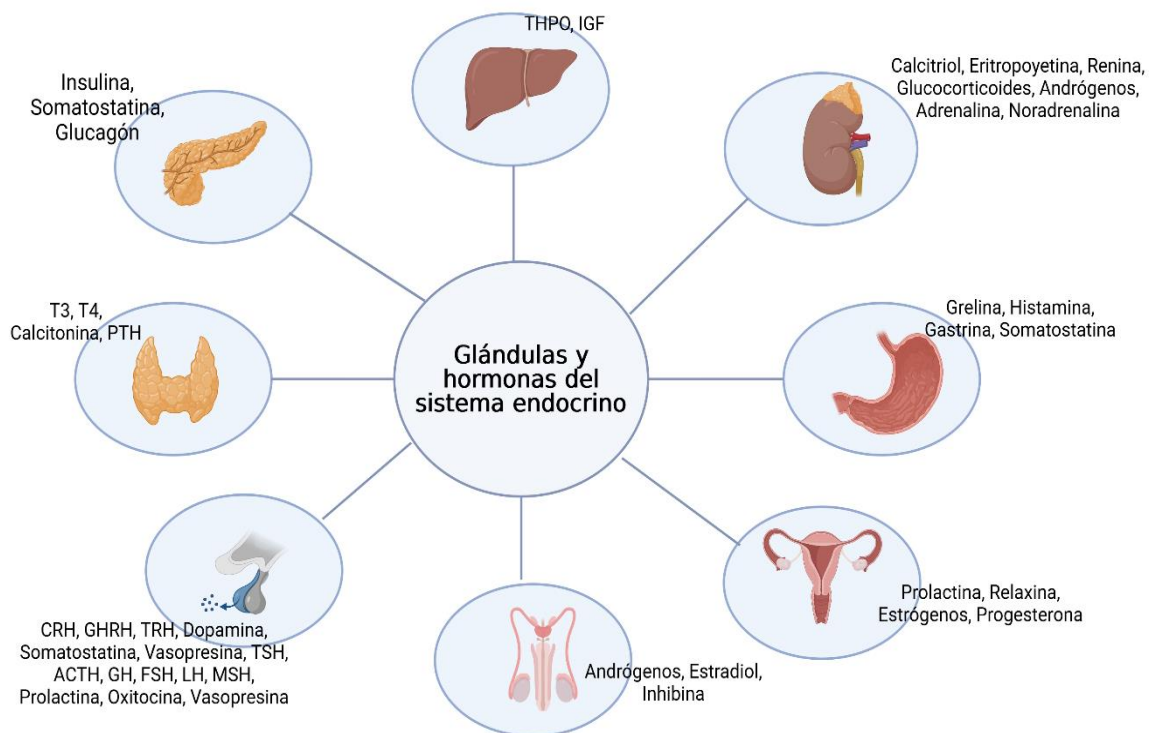 THPO, IGF
Insulina,
Somatostatina,
Glucagón
Calcitriol, Eritropoyetina, Renina,
Glucocorticoides, Andrógenos,
Adrenalina, Noradrenalina
T3, T4,
Calcitonina, PTH
Glándulas y
hormonas del
sistema endocrino
Grelina, Histamina,
Gastrina, Somatostatina
CRH, GHRH, TRH, Dopamina,
Somatostatina, Vasopresina, TSH,
ACTH, GH, FSH, LH, MSH,
Prolactina, Oxitocina, Vasopresina
Andrógenos, Estradiol,
Inhibina
Prolactina, Relaxina,
Estrógenos, Progesterona